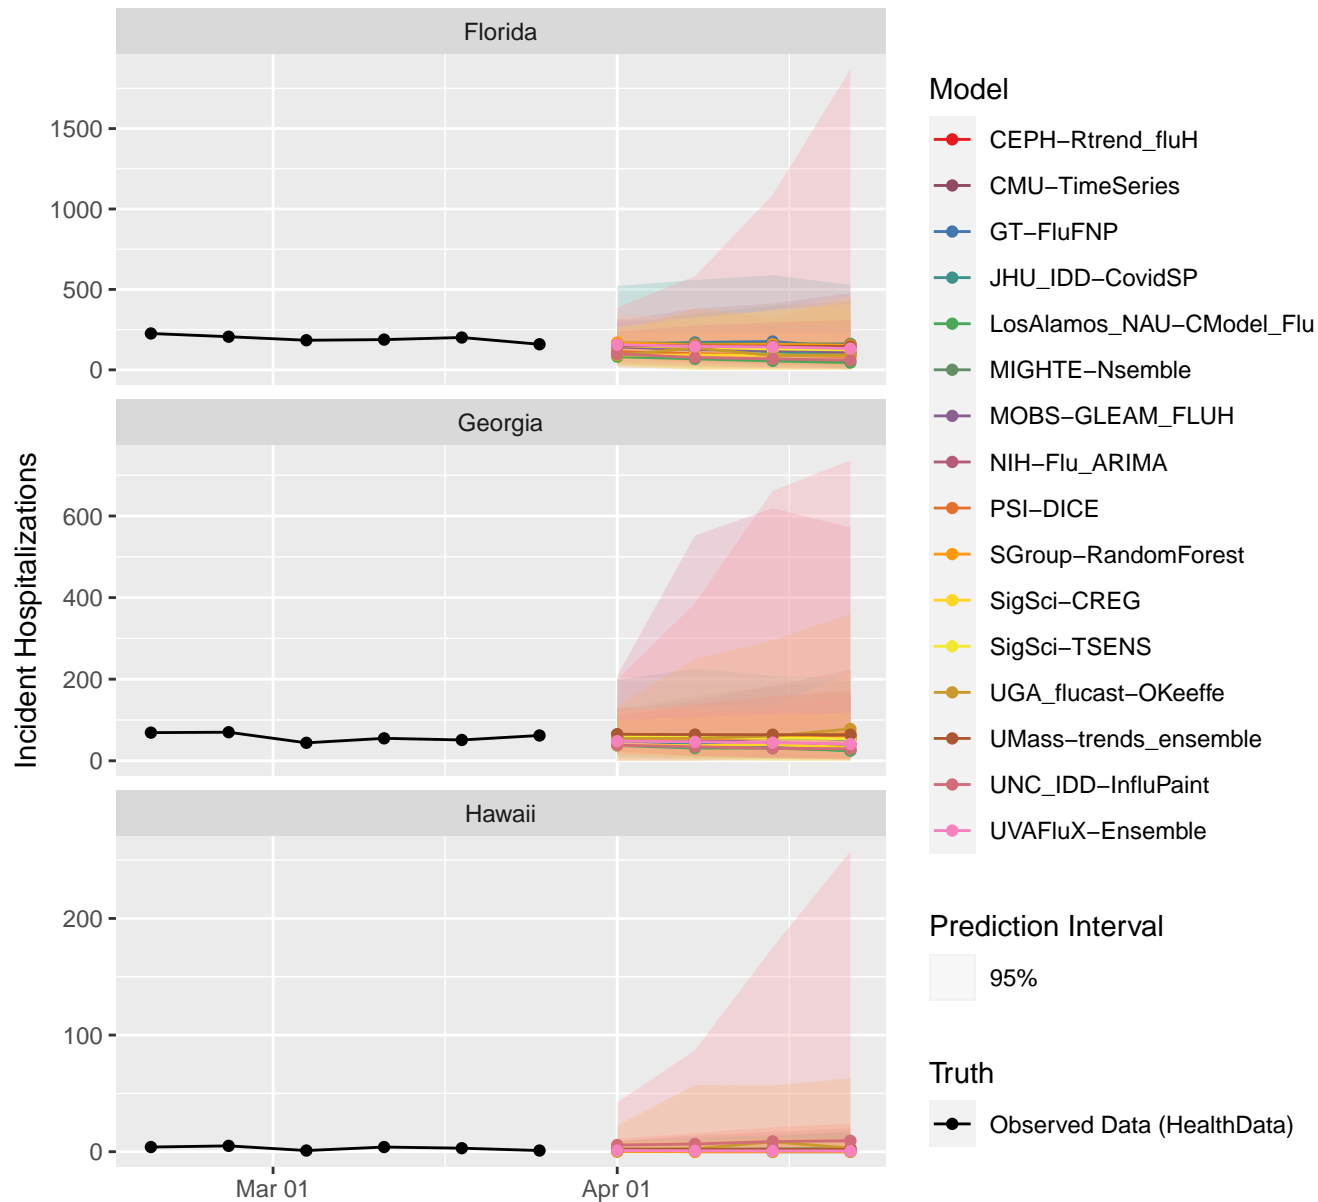 Florida
1500
1000
500
0
Georgia
600
400
200
0
Hawaii
200
100
0
Mar 01
Apr 01
Incident Hospitalizations
Model
CEPH−Rtrend_fluH
CMU−TimeSeries
GT−FluFNP
JHU_IDD−CovidSP
LosAlamos_NAU−CModel_Flu
MIGHTE−Nsemble
MOBS−GLEAM_FLUH
NIH−Flu_ARIMA
PSI−DICE
SGroup−RandomForest
SigSci−CREG
SigSci−TSENS
UGA_flucast−OKeeffe
UMass−trends_ensemble
UNC_IDD−InfluPaint
UVAFluX−Ensemble
Prediction Interval
95%
Truth
Observed Data (HealthData)